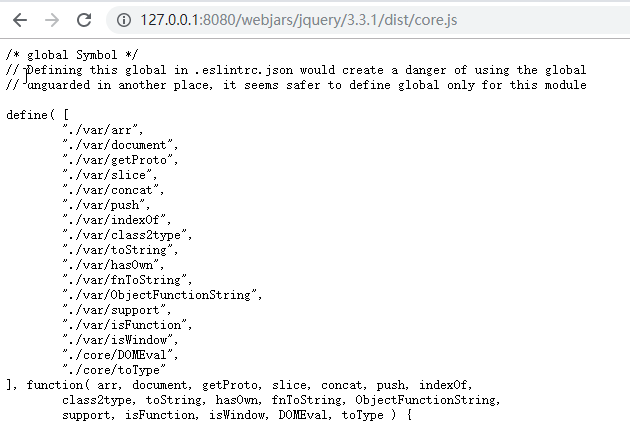 127.0.0.1:8080/webjars/jquery/3.3.1/dist/core.js
/* global Symbol */
// Defining this global in .eslintrc.json would create a danger of using the global
// unguarded in another place, it seems safer to define global only for this module
define( [
"./var/arr",
"./var/document",
"./var/getProto",
"./var/slice",
"./var/concat",
"./var/push",
"./var/indexOf",
"./var/class2type",
"./var/toString",
"./var/hasOwn",
"./var/fnToString",
"./var/ObjectFunctionString",
"./var/support",
"./var/isFunction",
"./var/isWindow",
"./core/DOMEval",
"./core/toType"
], function( arr, document, getProto, slice, concat, push, indexOf,
class2type, toString, hasOwn, fnToString, ObjectFunctionString,
support, isFunction, isWindow, DOMEval, toType ) {